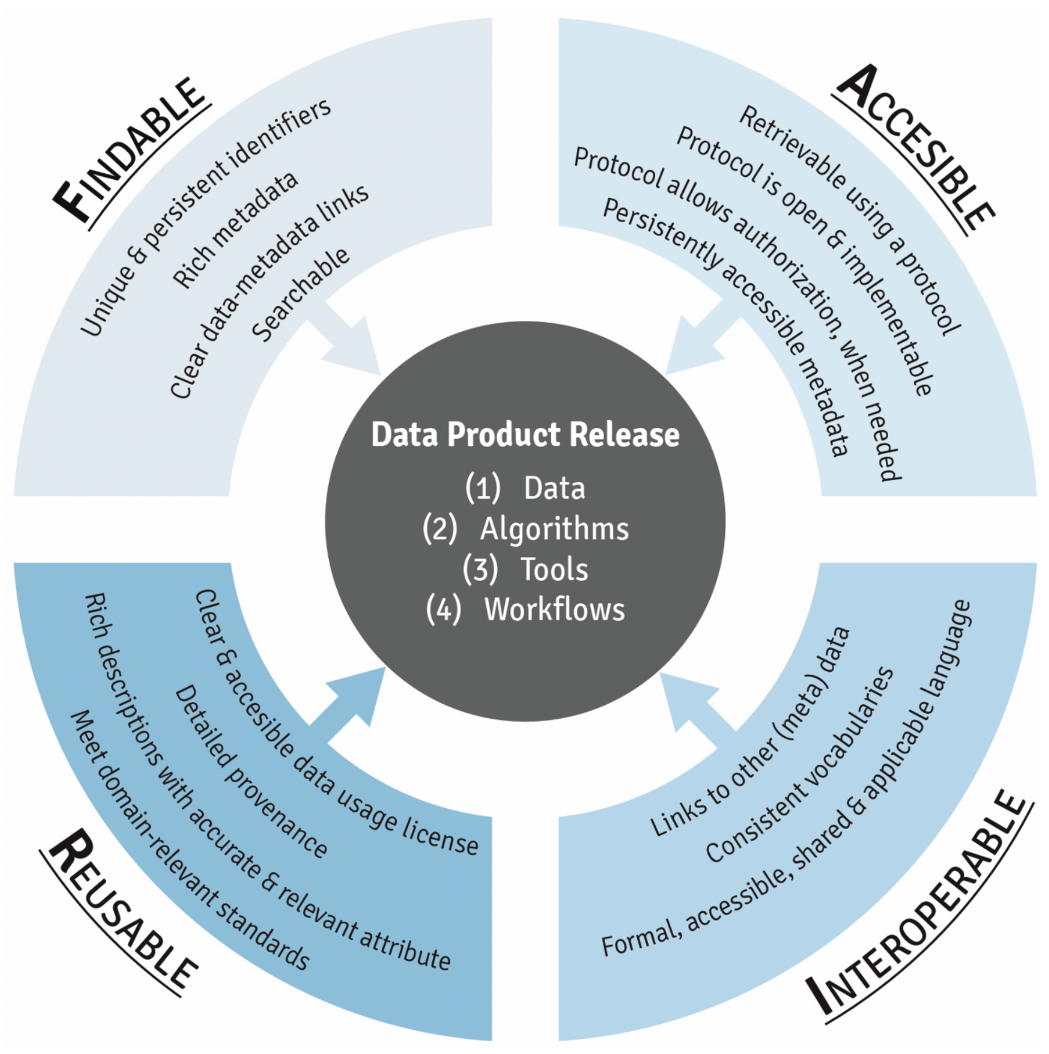 FINDABLE
Unique & persistent identifiers
Rich metadata
Clear data-metadata links
Searchable
ACCESIBLE
Retrievable using a protocol
Protocol is open & implementable
Protocol allows authorization, when needed
Persistently accessible metadata
Data Product Release
(1) Data
(2) Algorithms
(3) Tools
(4) Workflows
Clear & accesible data usage license
Detailed provenance
Rich descriptions with accurate & relevant attribute
Meet domain-relevant standards
REUSABLE
Links to other (meta) data
Consistent vocabularies
Formal, accessible, shared & applicable language
INTEROPERABLE